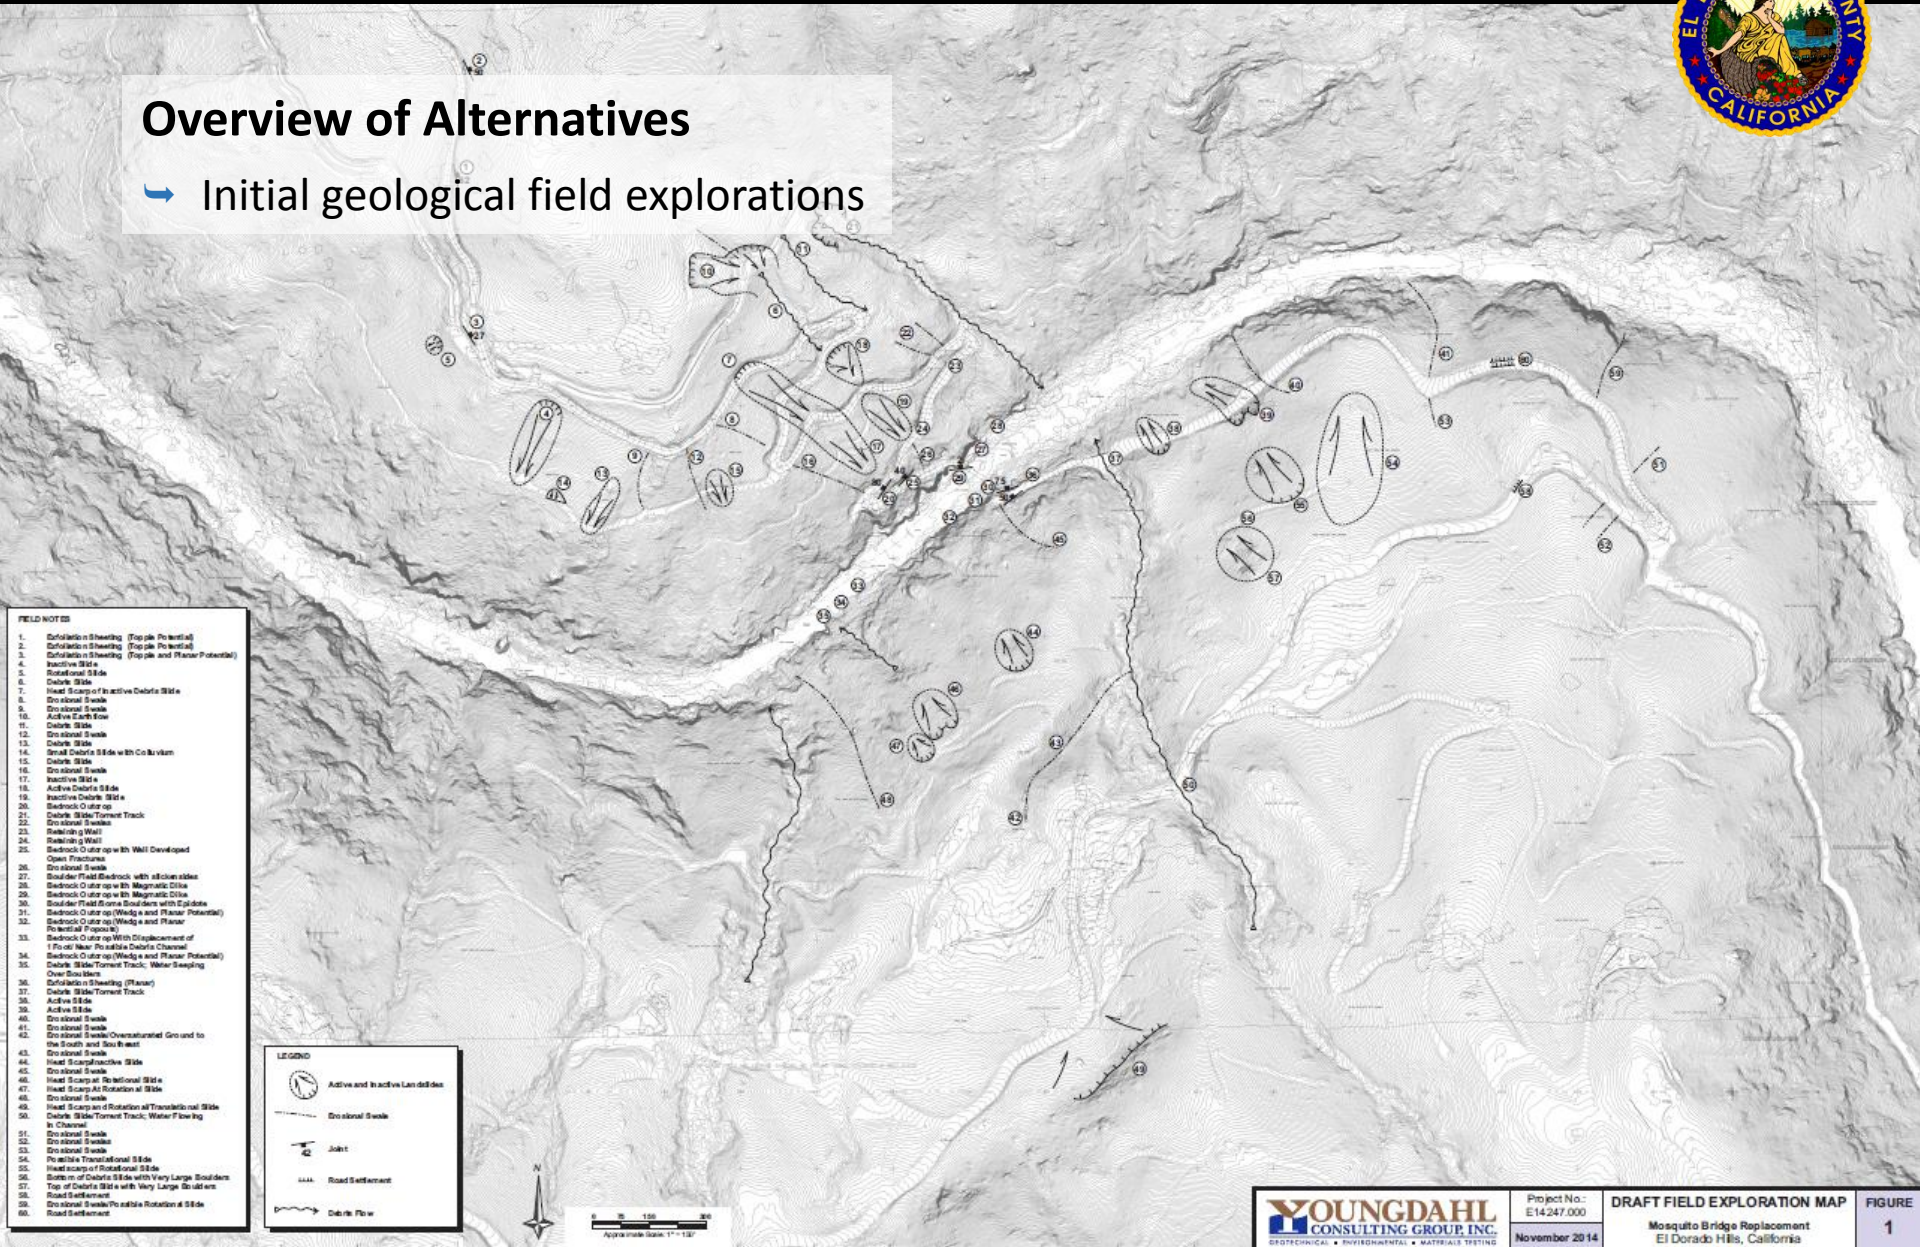 EL
NTY
CALIFORNIA
Overview of Alternatives
Initial geological field explorations
FIELD NOTES
1. Exfoliation Sheeting (Topple Potential)
2. Exfoliation Sheeting (Topple Potential)
3. Exfoliation Sheeting (Topple and Planar Potential)
4. Inactive Slide
5. Rotational Slide
6. Debris Slide
7. Head Scarp of Inactive Debris Slide
8. Erosional Swale
9. Erosional Swale
10. Active Earthflow
11. Debris Slide
12. Erosional Swale
13. Debris Slide
14. Small Debris Slide with Colluvium
15. Debris Slide
16. Erosional Swale
17. Inactive Slide
18. Active Debris Slide
19. Inactive Debris Slide
20. Bedrock Outcrop
21. Debris Slide/Torrent Track
22. Erosional Swales
23. Retaining Wall
24. Retaining Wall
25. Bedrock Outcrop with Well Developed
Open Fractures
26. Erosional Swale
27. Boulder Field/Bedrock with slickensides
28. Bedrock Outcrop with Magmatic Dike
29. Bedrock Outcrop with Magmatic Dike
30. Boulder Field/Some Boulders with Epidote
31. Bedrock Outcrop (Wedge and Planar Potential)
32. Bedrock Outcrop (Wedge and Planar
Potential/ Popouts)
33. Bedrock Outcrop With Displacement of
1 Foot/ Near Possible Debris Channel
34. Bedrock Outcrop (Wedge and Planar Potential)
35. Debris Slide/Torrent Track; Water Seeping
Over Boulders
36. Exfoliation Sheeting (Planar)
37. Debris Slide/Torrent Track
38. Active Slide
39. Active Slide
40. Erosional Swale
41. Erosional Swale
42. Erosional Swale/Oversaturated Ground to
the South and Southeast
43. Erosional Swale
44. Head Scarp/Inactive Slide
45. Erosional Swale
46. Head Scarp at Rotational Slide
47. Head Scarp At Rotational Slide
48. Erosional Swale
49. Head Scarp and Rotational/Translational Slide
50. Debris Slide/Torrent Track; Water Flowing
In Channel
51. Erosional Swale
52. Erosional Swales
53. Erosional Swale
54. Possible Translational Slide
55. Headscarp of Rotational Slide
56. Bottom of Debris Slide with Very Large Boulders
57. Top of Debris Slide with Very Large Boulders
58. Road Settlement
59. Erosional Swale/Possible Rotational Slide
60. Road Settlement
LEGEND
Active and Inactive Landslides
Erosional Swale
42 Joint
Road Settlement
Debris Flow
N
0 75 150 300
Approximate Scale: 1" = 150'
YOUNGDAHL
CONSULTING GROUP, INC.
GEOTECHNICAL • ENVIRONMENTAL • MATERIALS TESTING
Project No.:
E14247.000
November 2014
DRAFT FIELD EXPLORATION MAP
Mosquito Bridge Replacement
El Dorado Hills, California
FIGURE
1